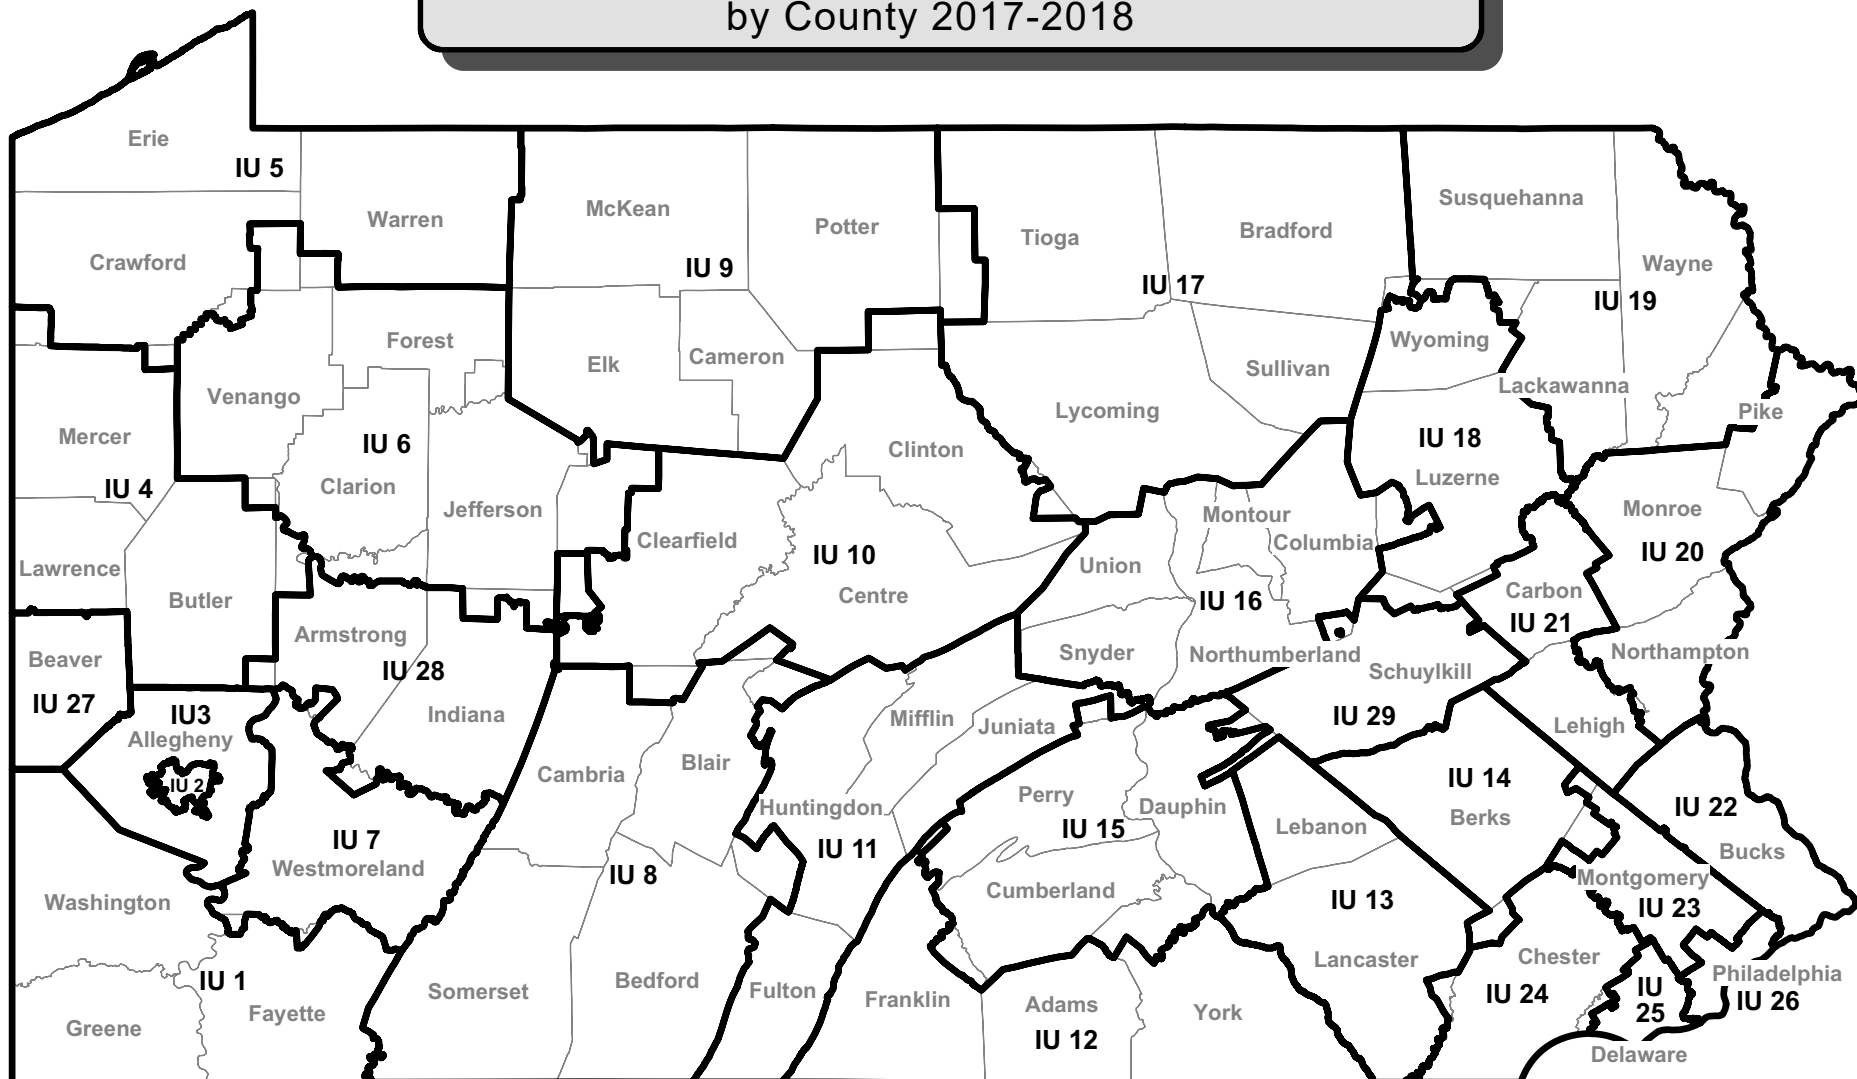 by County 2017-2018
Erie
IU 5
Warren
McKean
Potter
Tioga
Bradford
Susquehanna
Wayne
Crawford
IU 9
IU 17
IU 19
Forest
Elk
Cameron
Sullivan
Wyoming
Venango
Lycoming
Lackawanna
Pike
Mercer
IU 6
Clinton
IU 18
Luzerne
IU 4
Clarion
Jefferson
Montour
Monroe
Clearfield
IU 10
Columbia
IU 20
Lawrence
Butler
Centre
Union
IU 16
Carbon
IU 21
Armstrong
Beaver
IU 28
Snyder
Northumberland
Schuylkill
Northampton
IU 27
IU3
Allegheny
Indiana
Mifflin
Juniata
IU 29
Lehigh
IU 2
Cambria
Blair
Huntingdon
Perry
Dauphin
IU 14
Berks
IU 22
IU 7
Westmoreland
IU 11
IU 15
Lebanon
Bucks
IU 8
Cumberland
Montgomery
Washington
IU 13
IU 23
IU 1
Somerset
Bedford
Fulton
Franklin
Adams
Lancaster
Chester
Philadelphia
IU 26
Greene
Fayette
IU 12
York
IU 24
IU
25
Delaware